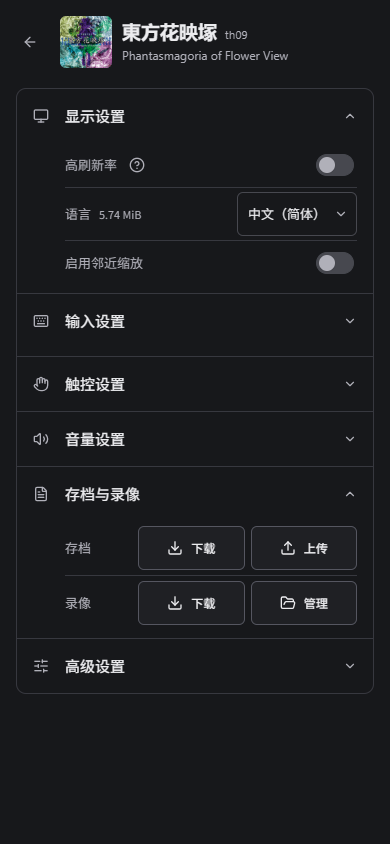 東方花映塚 th09
Phantasmagoria of Flower View
显示设置
高刷新率 ?
语言 5.74 MiB 中文（简体）
启用邻近缩放
输入设置
触控设置
音量设置
存档与录像
存档 下载 上传
录像 下载 管理
高级设置